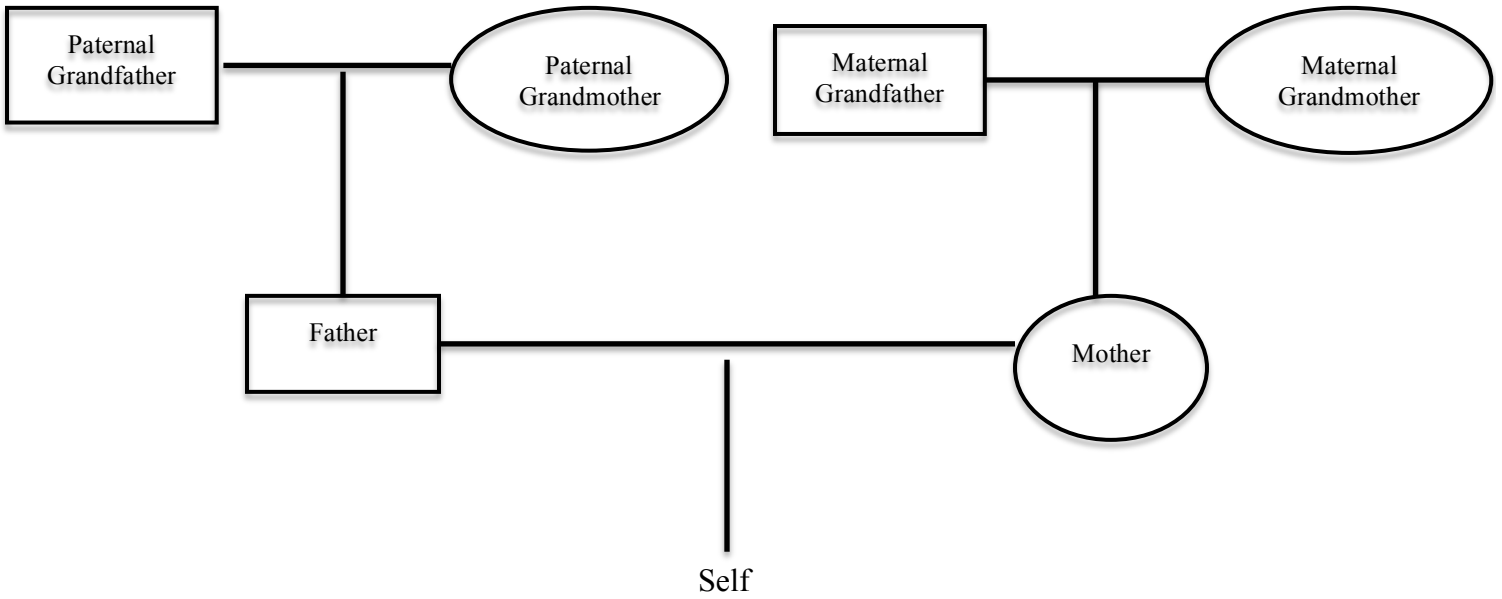 Paternal
Grandfather
Paternal
Grandmother
Maternal
Grandfather
Maternal
Grandmother
Father
Mother
Self